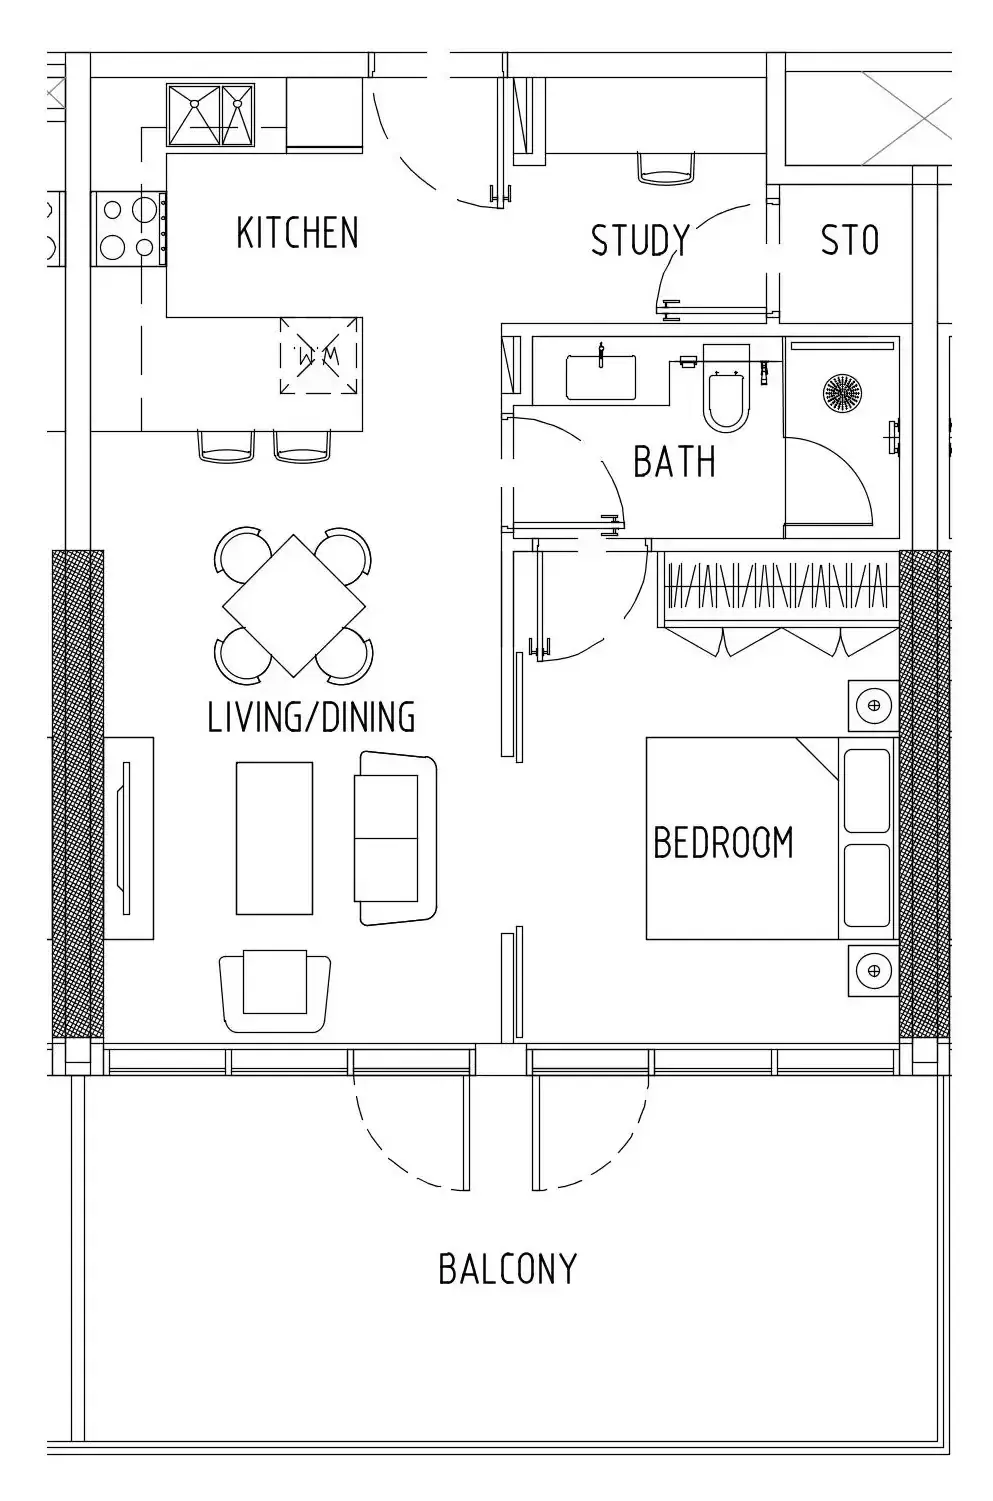 KITCHEN
STUDY
STO
W.M
BATH
LIVING/DINING
BEDROOM
BALCONY